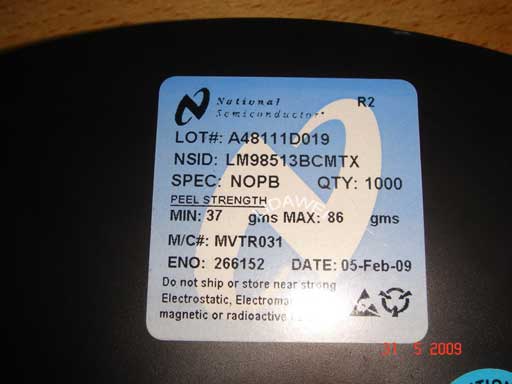 National R2
Semiconductor
LOT#: A48111D019
NSID: LM98513BCMTX
SPEC: NOPB QTY: 1000
PEEL STRENGTH
MIN: 37 gms MAX: 86 gms
M/C#: MVTR031
ENO: 266152 DATE: 05-Feb-09
Do not ship or store near strong
Electrostatic, Electromag
magnetic or radioactive
5 2009